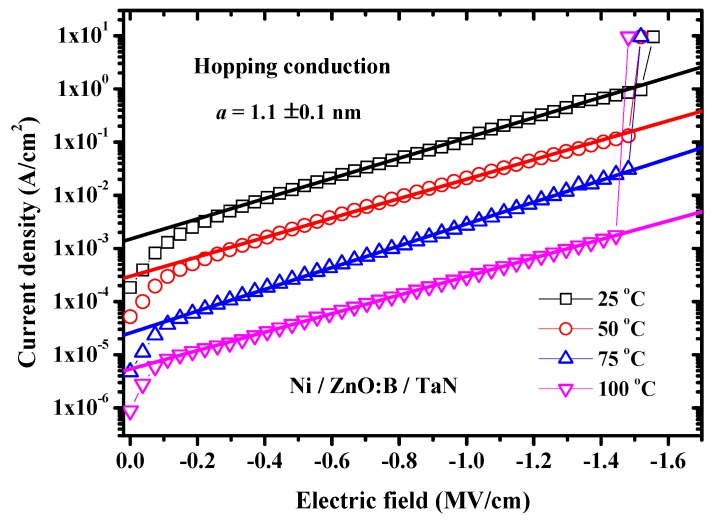 Hopping conduction
a = 1.1 ±0.1 nm
Current density (A/cm²)
1x10¹
1x10⁰
1x10⁻¹
1x10⁻²
1x10⁻³
1x10⁻⁴
1x10⁻⁵
1x10⁻⁶
25 °C
50 °C
75 °C
100 °C
Ni / ZnO:B / TaN
0.0 -0.2 -0.4 -0.6 -0.8 -1.0 -1.2 -1.4 -1.6
Electric field (MV/cm)